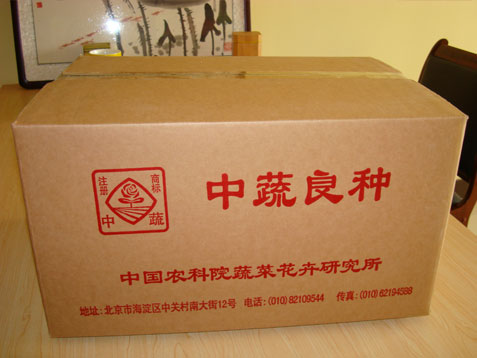 注册 商标
中 蔬
中蔬良种
中国农科院蔬菜花卉研究所
地址:北京市海淀区中关村南大街12号 电话:(010)82109544 传真:(010)62194598